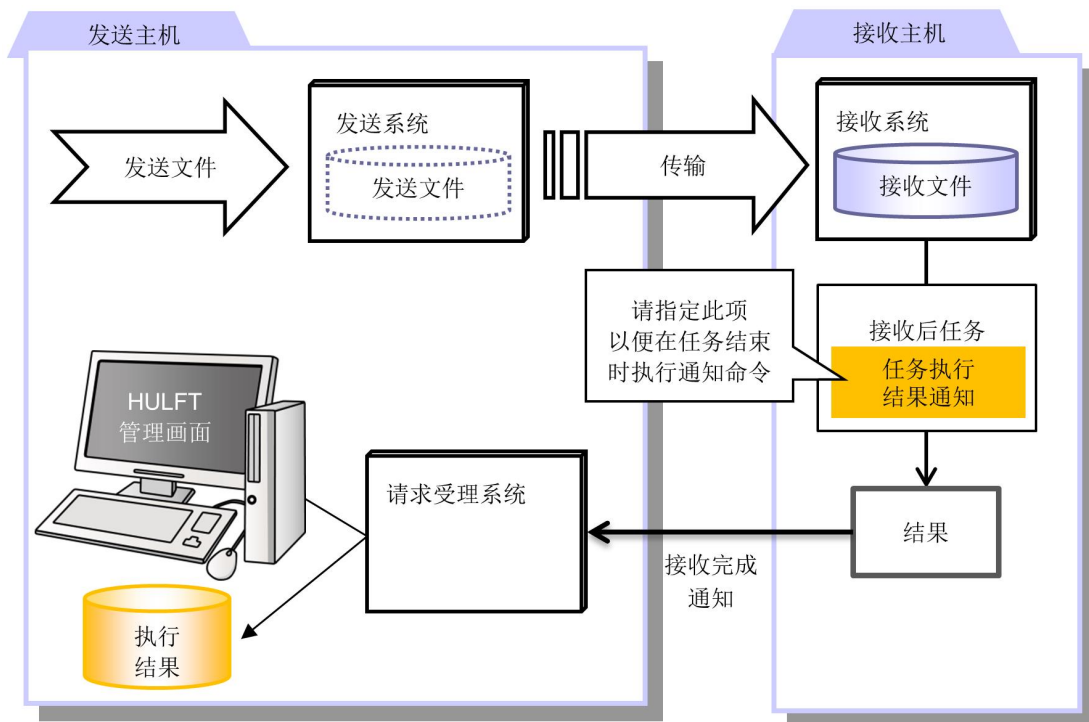 发送主机
接收主机
发送文件
发送系统
发送文件
传输
接收系统
接收文件
请指定此项
以便在任务结束
时执行通知命令
接收后任务
任务执行
结果通知
HULFT
管理画面
请求受理系统
结果
接收完成
通知
执行
结果